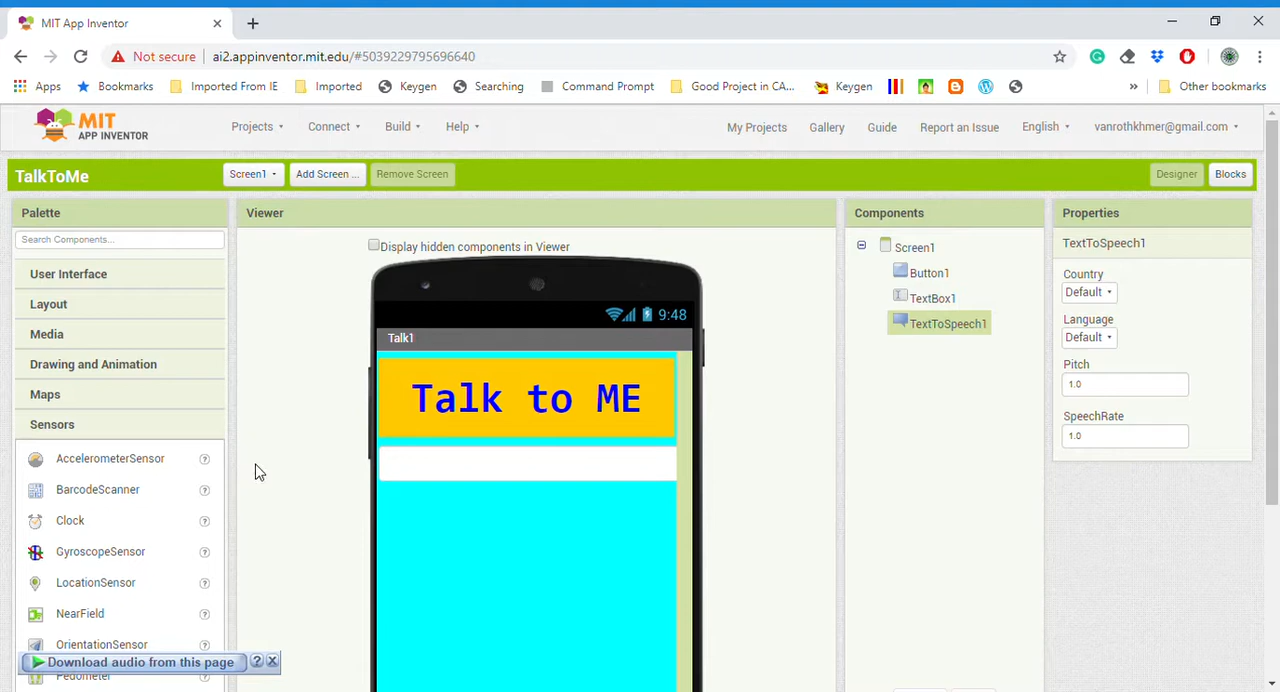 MIT App Inventor
Not secure
ai2.appinventor.mit.edu/#5039229795696640
Apps
Bookmarks
Imported From IE
Imported
Keygen
Searching
Command Prompt
Good Project in CA...
Keygen
»
Other bookmarks
MIT
APP INVENTOR
Projects
Connect
Build
Help
My Projects
Gallery
Guide
Report an Issue
English
vanrothkhmer@gmail.com
TalkToMe
Screen1
Add Screen ...
Remove Screen
Designer
Blocks
Palette
Search Components...
User Interface
Layout
Media
Drawing and Animation
Maps
Sensors
AccelerometerSensor ?
BarcodeScanner ?
Clock ?
GyroscopeSensor ?
LocationSensor ?
NearField ?
OrientationSensor
Pedometer
Download audio from this page ?
Viewer
Display hidden components in Viewer
9:48
Talk1
Talk to ME
Components
Screen1
Button1
TextBox1
TextToSpeech1
Properties
TextToSpeech1
Country
Default
Language
Default
Pitch
1.0
SpeechRate
1.0